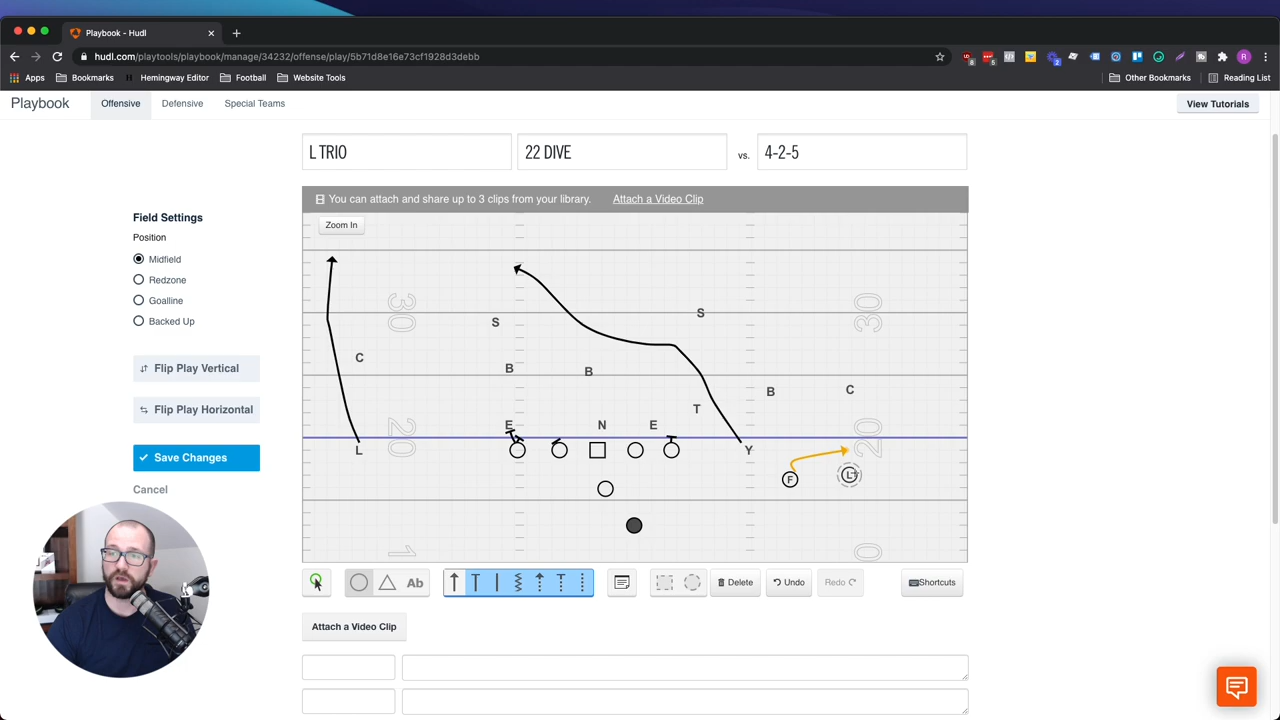 Playbook - Hudl
hudl.com/playtools/playbook/manage/34232/offense/play/5b71d8e16e73cf1928d3debb
Apps Bookmarks Hemingway Editor Football Website Tools Other Bookmarks Reading List
Playbook Offensive Defensive Special Teams View Tutorials
L TRIO 22 DIVE vs. 4-2-5
You can attach and share up to 3 clips from your library. Attach a Video Clip
Field Settings
Position
Midfield
Redzone
Goalline
Backed Up
Flip Play Vertical
Flip Play Horizontal
Save Changes
Cancel
Zoom In
30 30
S S
C B B B C
T
E N E
20 20
L Y F L
1 0
Ab Delete Undo Redo Shortcuts
Attach a Video Clip